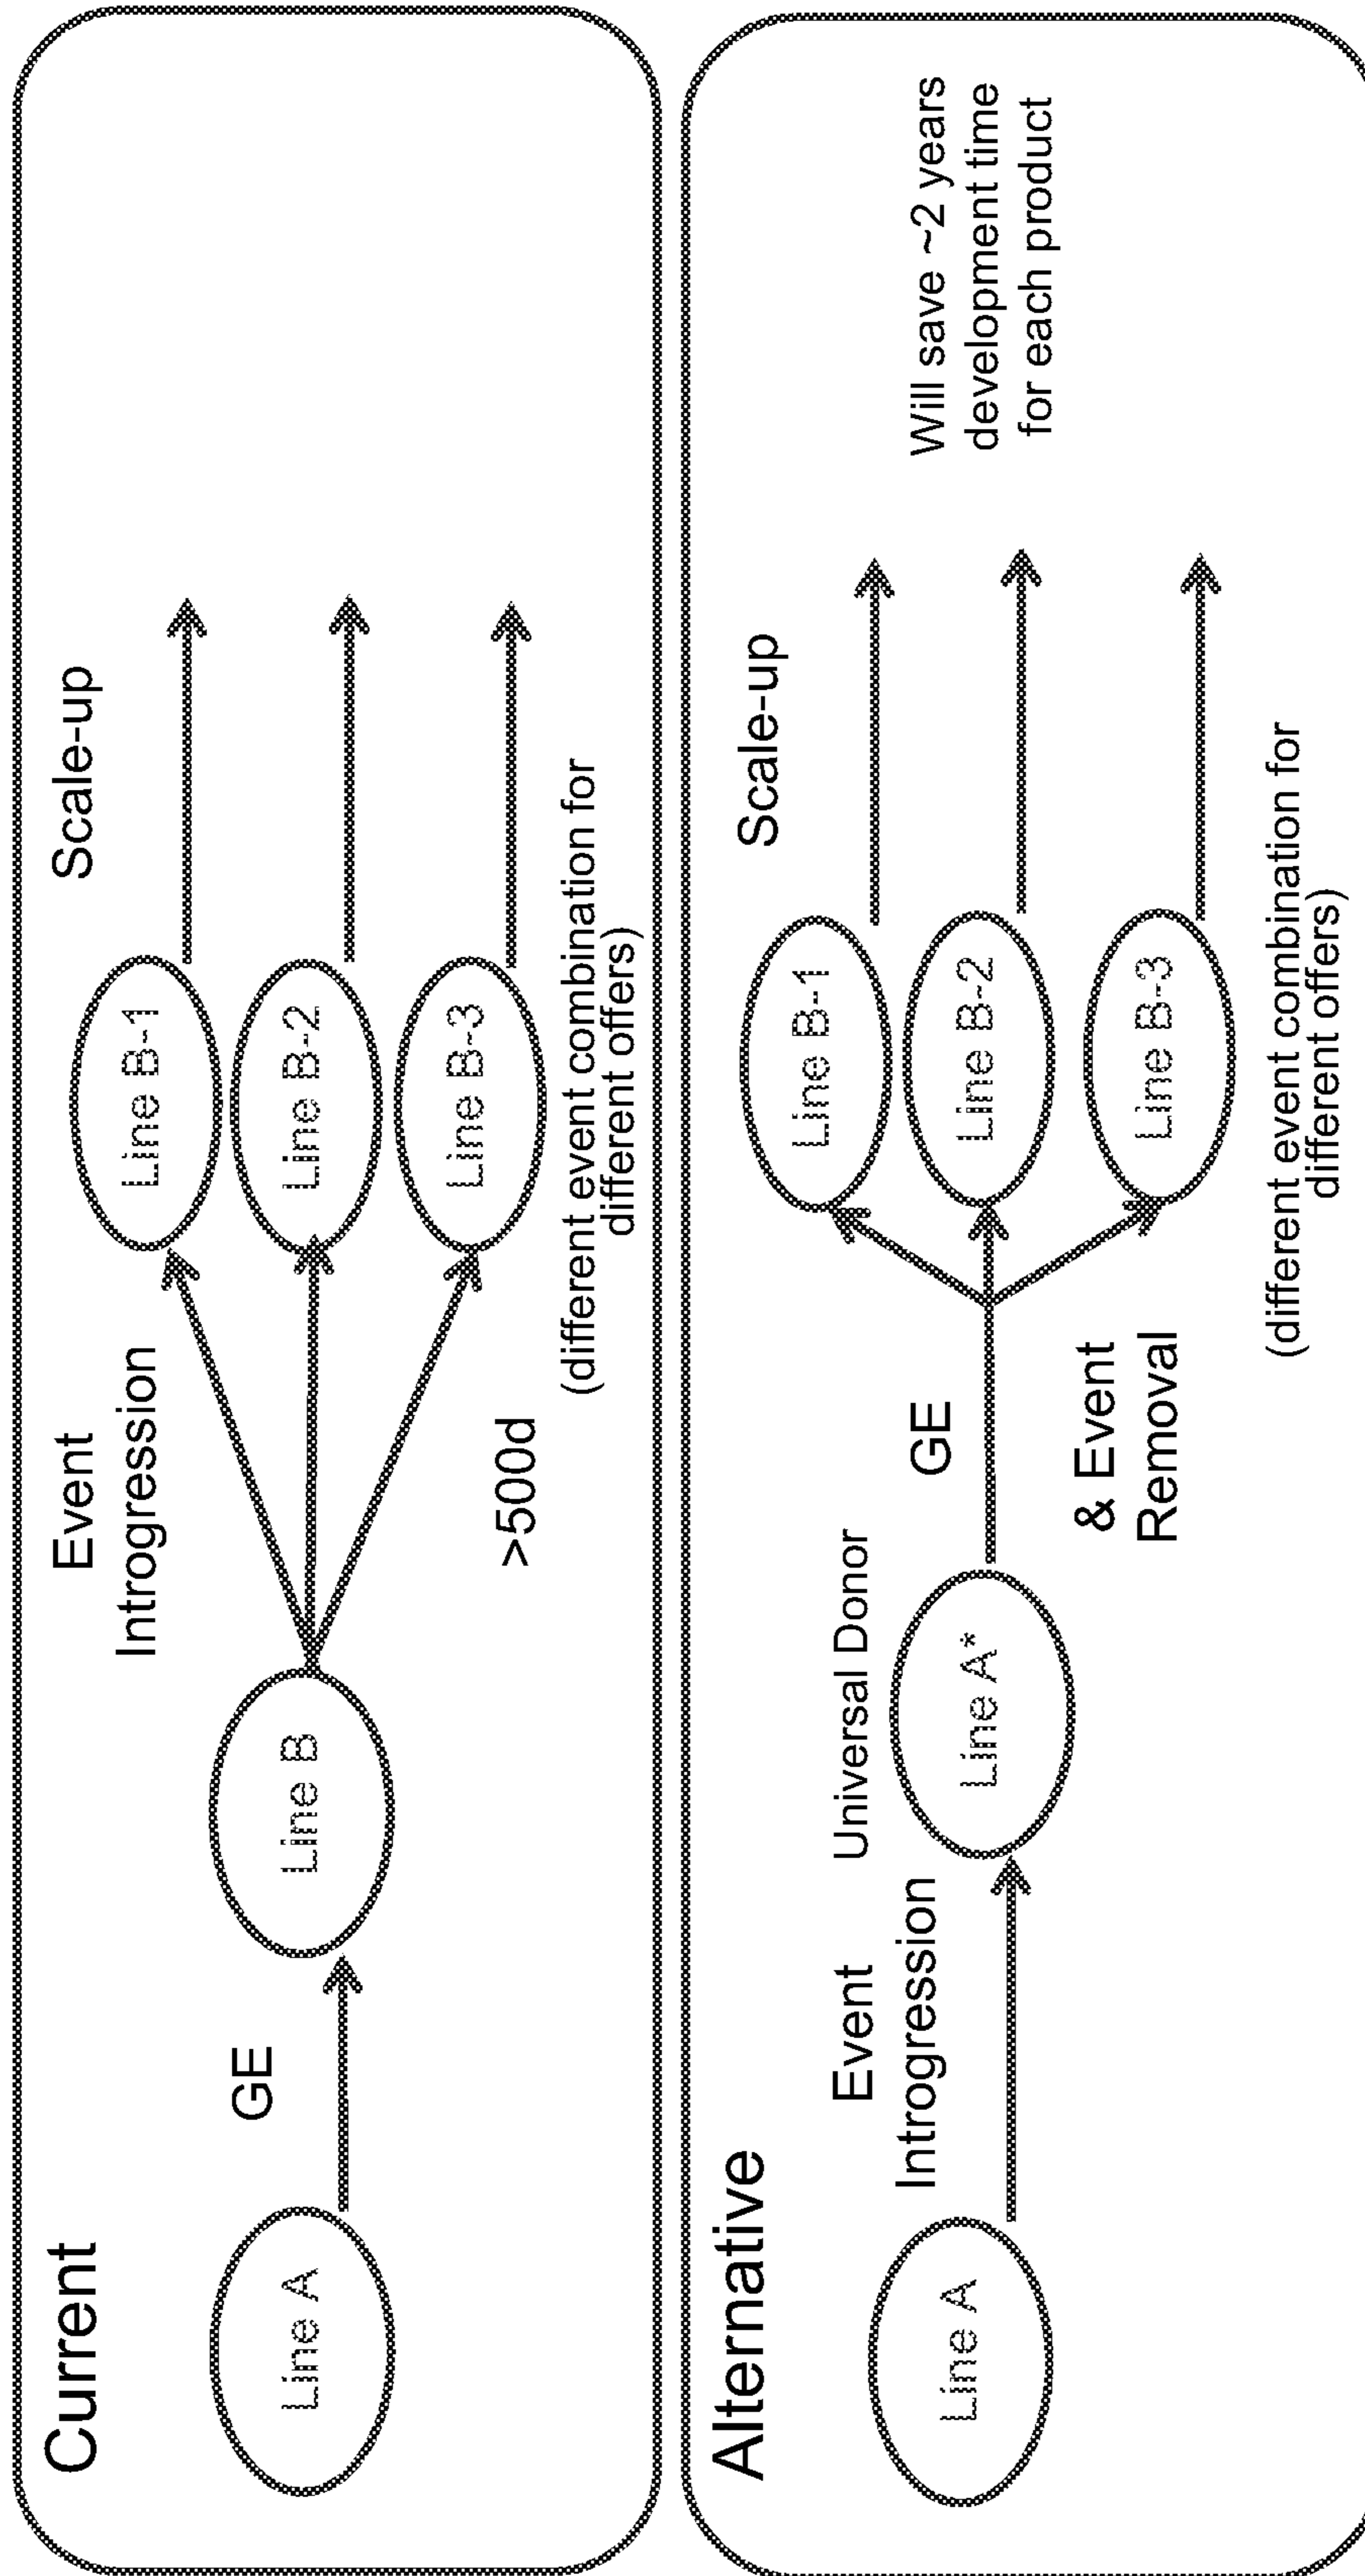 Current
Line A
GE
Line B
Event
Introgression
>500d
Line B-1
Line B-2
Line B-3
(different event combination for
different offers)
Scale-up
Alternative
Line A
Event
Introgression
Universal Donor
Line A*
GE
& Event
Removal
Line B-1
Line B-2
Line B-3
(different event combination for
different offers)
Scale-up
Will save ~2 years
development time
for each product